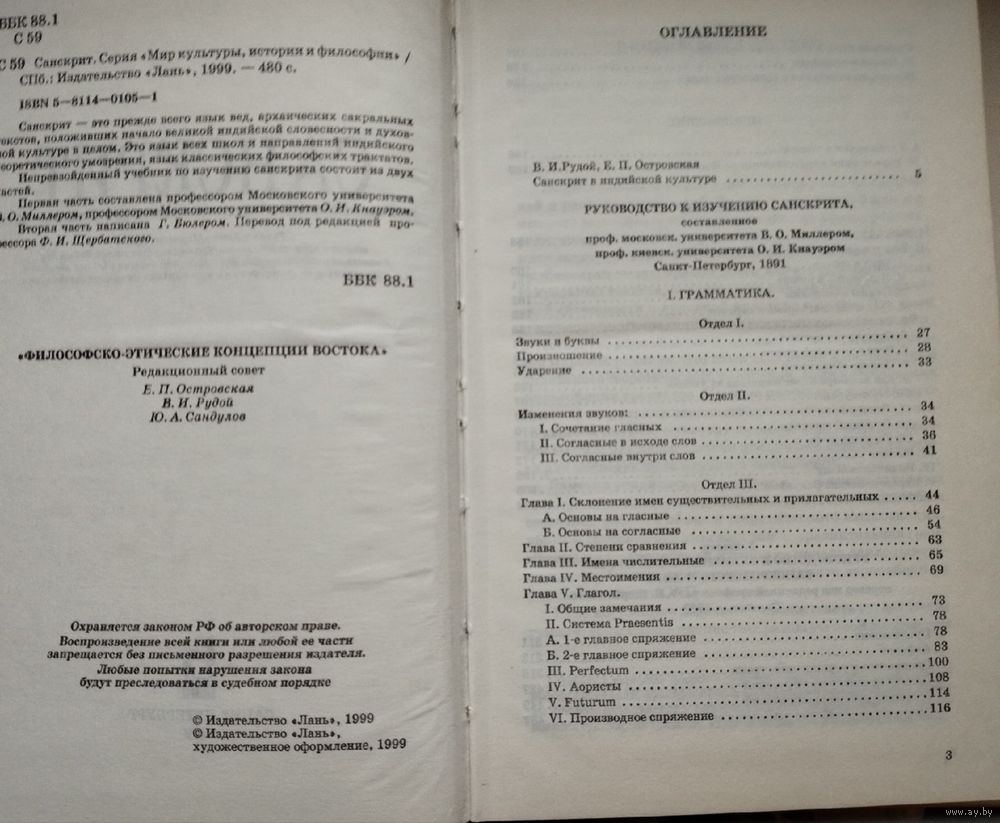 ББК 88.1
С 59
С 59 Санскрит. Серия «Мир культуры, истории и философии» /
СПб.: Издательство «Лань», 1999. — 480 с.
ISBN 5-8114-0105-1
Санскрит — это прежде всего язык вед, архаических сакральных
текстов, положивших начало великой индийской словесности и духов-
ной культуре в целом. Это язык всех школ и направлений индийского
теоретического умозрения, язык классических философских трактатов.
Непревзойденный учебник по изучению санскрита состоит из двух
частей.
Первая часть составлена профессором Московского университета
О. Миллером, профессором Московского университета О. И. Кнауэром.
Вторая часть написана Г. Бюлером. Перевод под редакцией про-
фессора Ф. И. Щербатского.
ББК 88.1
«ФИЛОСОФСКО-ЭТИЧЕСКИЕ КОНЦЕПЦИИ ВОСТОКА»
Редакционный совет
Е. П. Островская
В. И. Рудой
Ю. А. Сандулов
Охраняется законом РФ об авторском праве.
Воспроизведение всей книги или любой ее части
запрещается без письменного разрешения издателя.
Любые попытки нарушения закона
будут преследоваться в судебном порядке
© Издательство «Лань», 1999
© Издательство «Лань»,
художественное оформление, 1999
ОГЛАВЛЕНИЕ
В. И.Рудой, Е. П. Островская
Санскрит в индийской культуре 5
РУКОВОДСТВО К ИЗУЧЕНИЮ САНСКРИТА,
составленное
проф. московск. университета В. О. Миллером,
проф. киевск. университета О. И. Кнауэром
Санкт-Петербург, 1891
I. ГРАММАТИКА.
Отдел I.
Звуки и буквы 27
Произношение 28
Ударение 33
Отдел II.
Изменения звуков: 34
I. Сочетание гласных 34
II. Согласные в исходе слов 36
III. Согласные внутри слов 41
Отдел III.
Глава I. Склонение имен существительных и прилагательных 44
А. Основы на гласные 46
Б. Основы на согласные 54
Глава II. Степени сравнения 63
Глава III. Имена числительные 65
Глава IV. Местоимения 69
Глава V. Глагол.
I. Общие замечания 73
II. Система Praesentis 78
А. 1-е главное спряжение 78
Б. 2-е главное спряжение 83
III. Perfectum 100
IV. Аористы 108
V. Futurum 114
VI. Производное спряжение 116
3
www.ay.by